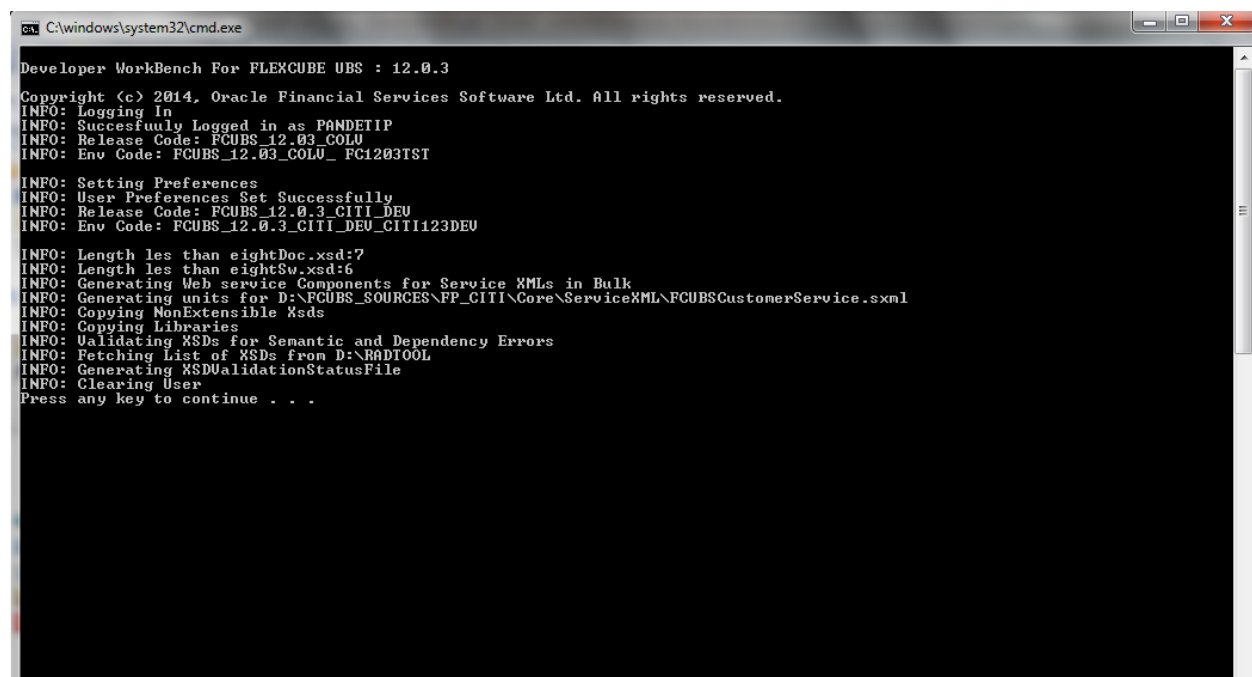 C:\windows\system32\cmd.exe
Developer WorkBench For FLEXCUBE UBS : 12.0.3
Copyright (c) 2014, Oracle Financial Services Software Ltd. All rights reserved.
INFO: Logging In
INFO: Succesfuuly Logged in as PANDETIP
INFO: Release Code: FCUBS_12.03_COLV
INFO: Env Code: FCUBS_12.03_COLV_ FC1203TST
INFO: Setting Preferences
INFO: User Preferences Set Successfully
INFO: Release Code: FCUBS_12.0.3_CITI_DEV
INFO: Env Code: FCUBS_12.0.3_CITI_DEV_CITI123DEV
INFO: Length les than eightDoc.xsd:7
INFO: Length les than eightSw.xsd:6
INFO: Generating Web service Components for Service XMLs in Bulk
INFO: Generating units for D:\FCUBS_SOURCES\FP_CITI\Core\ServiceXML\FCUBSCustomerService.sxml
INFO: Copying NonExtensible Xsds
INFO: Copying Libraries
INFO: Validating XSDs for Semantic and Dependency Errors
INFO: Fetching List of XSDs from D:\RADTOOL
INFO: Generating XSDValidationStatusFile
INFO: Clearing User
Press any key to continue . . .